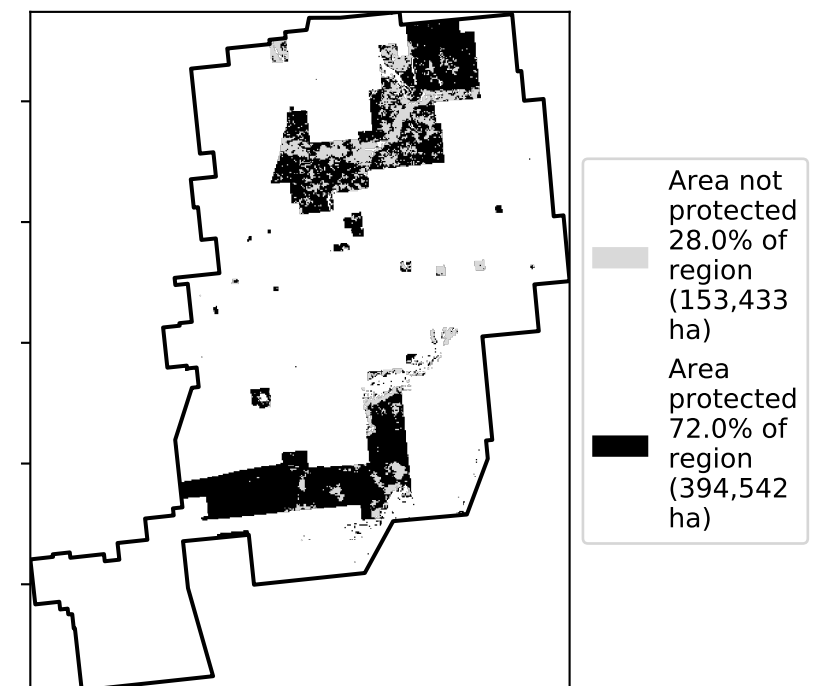 Area not
protected
28.0% of
region
(153,433
ha)
Area
protected
72.0% of
region
(394,542
ha)